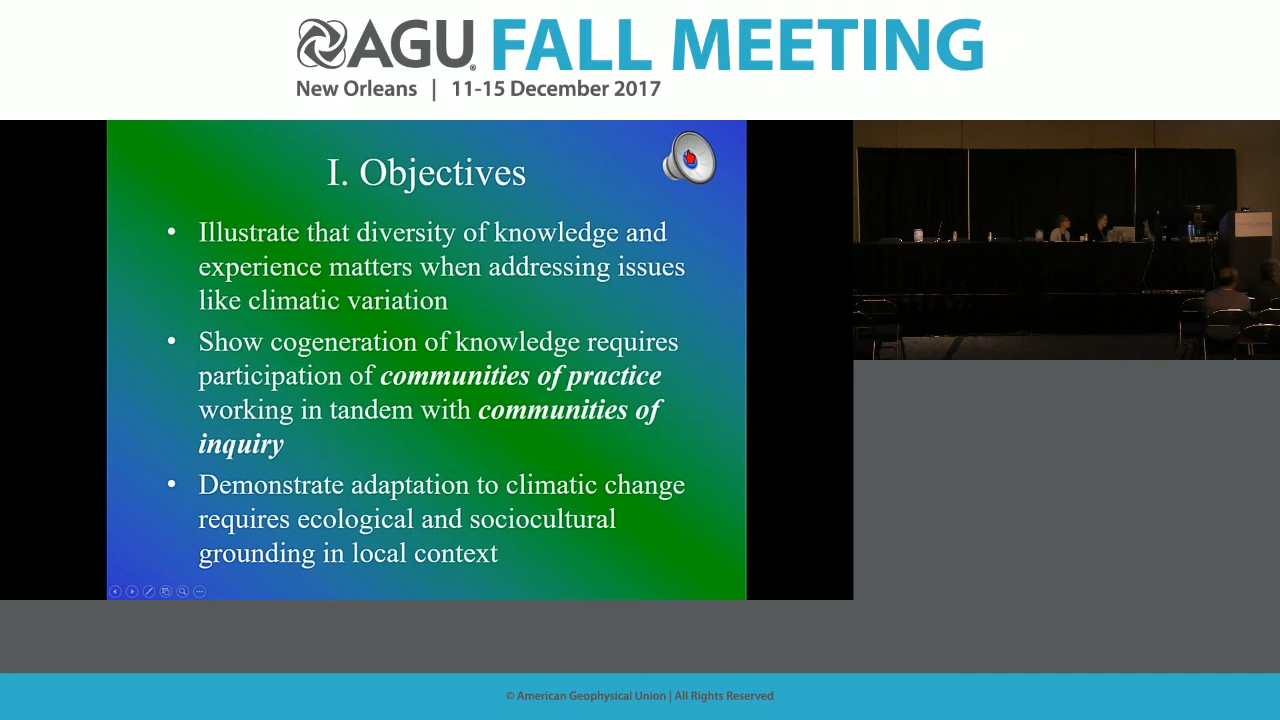 AGU FALL MEETING
New Orleans | 11-15 December 2017
I. Objectives
• Illustrate that diversity of knowledge and
experience matters when addressing issues
like climatic variation
• Show cogeneration of knowledge requires
participation of communities of practice
working in tandem with communities of
inquiry
• Demonstrate adaptation to climatic change
requires ecological and sociocultural
grounding in local context
© American Geophysical Union | All Rights Reserved